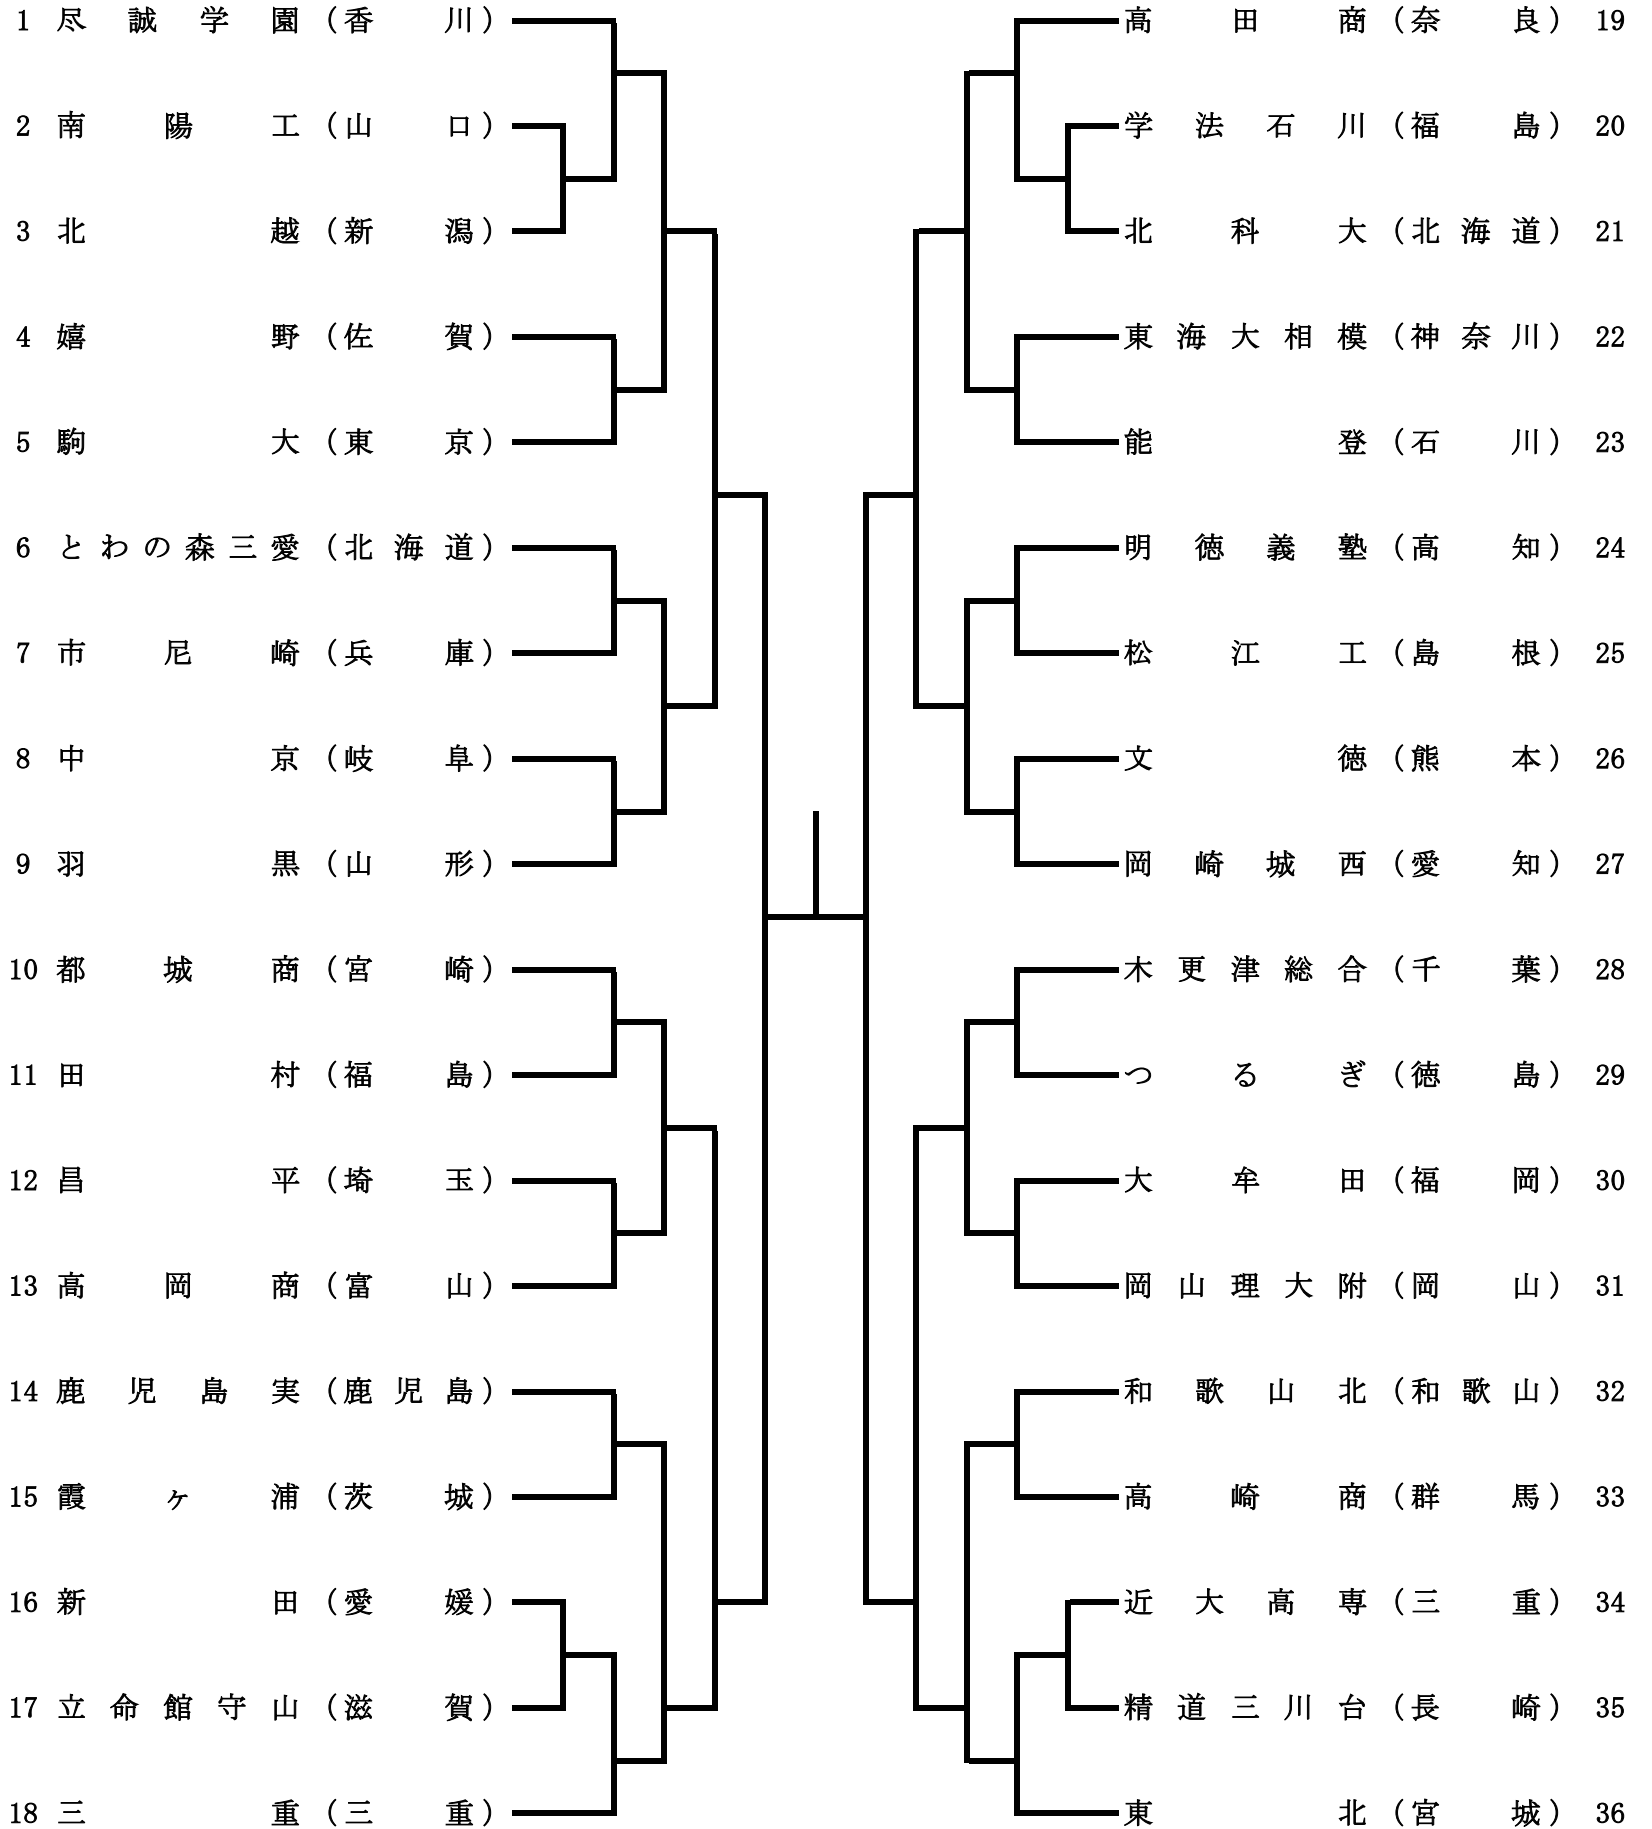 1 尽誠学園（香川）
2 南陽工（山口）
3 北越（新潟）
4 嬉野（佐賀）
5 駒大（東京）
6 とわの森三愛（北海道）
7 市尼崎（兵庫）
8 中京（岐阜）
9 羽黒（山形）
10 都城商（宮崎）
11 田村（福島）
12 昌平（埼玉）
13 高岡商（富山）
14 鹿児島実（鹿児島）
15 霞ヶ浦（茨城）
16 新田（愛媛）
17 立命館守山（滋賀）
18 三重（三重）
高田商（奈良） 19
学法石川（福島） 20
北科大（北海道） 21
東海大相模（神奈川） 22
能登（石川） 23
明徳義塾（高知） 24
松江工（島根） 25
文徳（熊本） 26
岡崎城西（愛知） 27
木更津総合（千葉） 28
つるぎ（徳島） 29
大牟田（福岡） 30
岡山理大附（岡山） 31
和歌山北（和歌山） 32
高崎商（群馬） 33
近大高専（三重） 34
精道三川台（長崎） 35
東北（宮城） 36